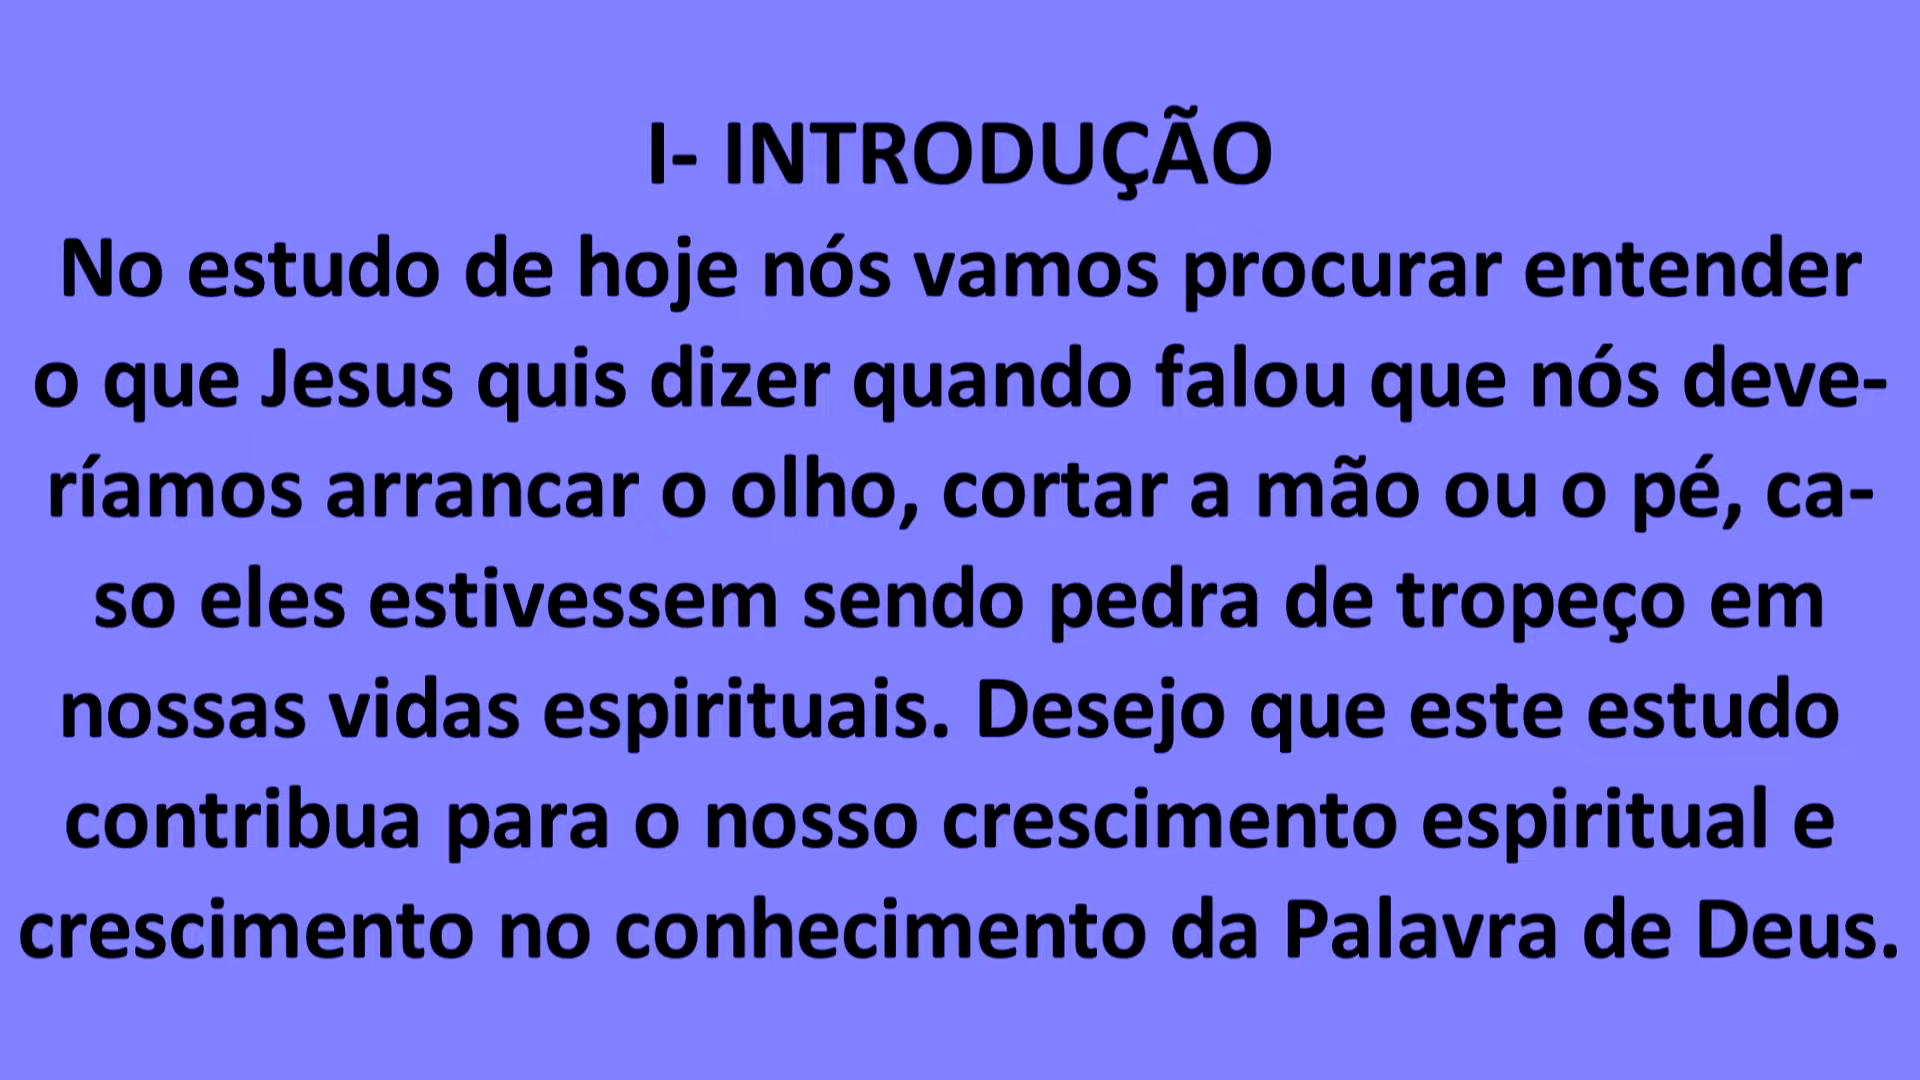 I- INTRODUÇÃO
No estudo de hoje nós vamos procurar entender
o que Jesus quis dizer quando falou que nós deve-
ríamos arrancar o olho, cortar a mão ou o pé, ca-
so eles estivessem sendo pedra de tropeço em
nossas vidas espirituais. Desejo que este estudo
contribua para o nosso crescimento espiritual e
crescimento no conhecimento da Palavra de Deus.